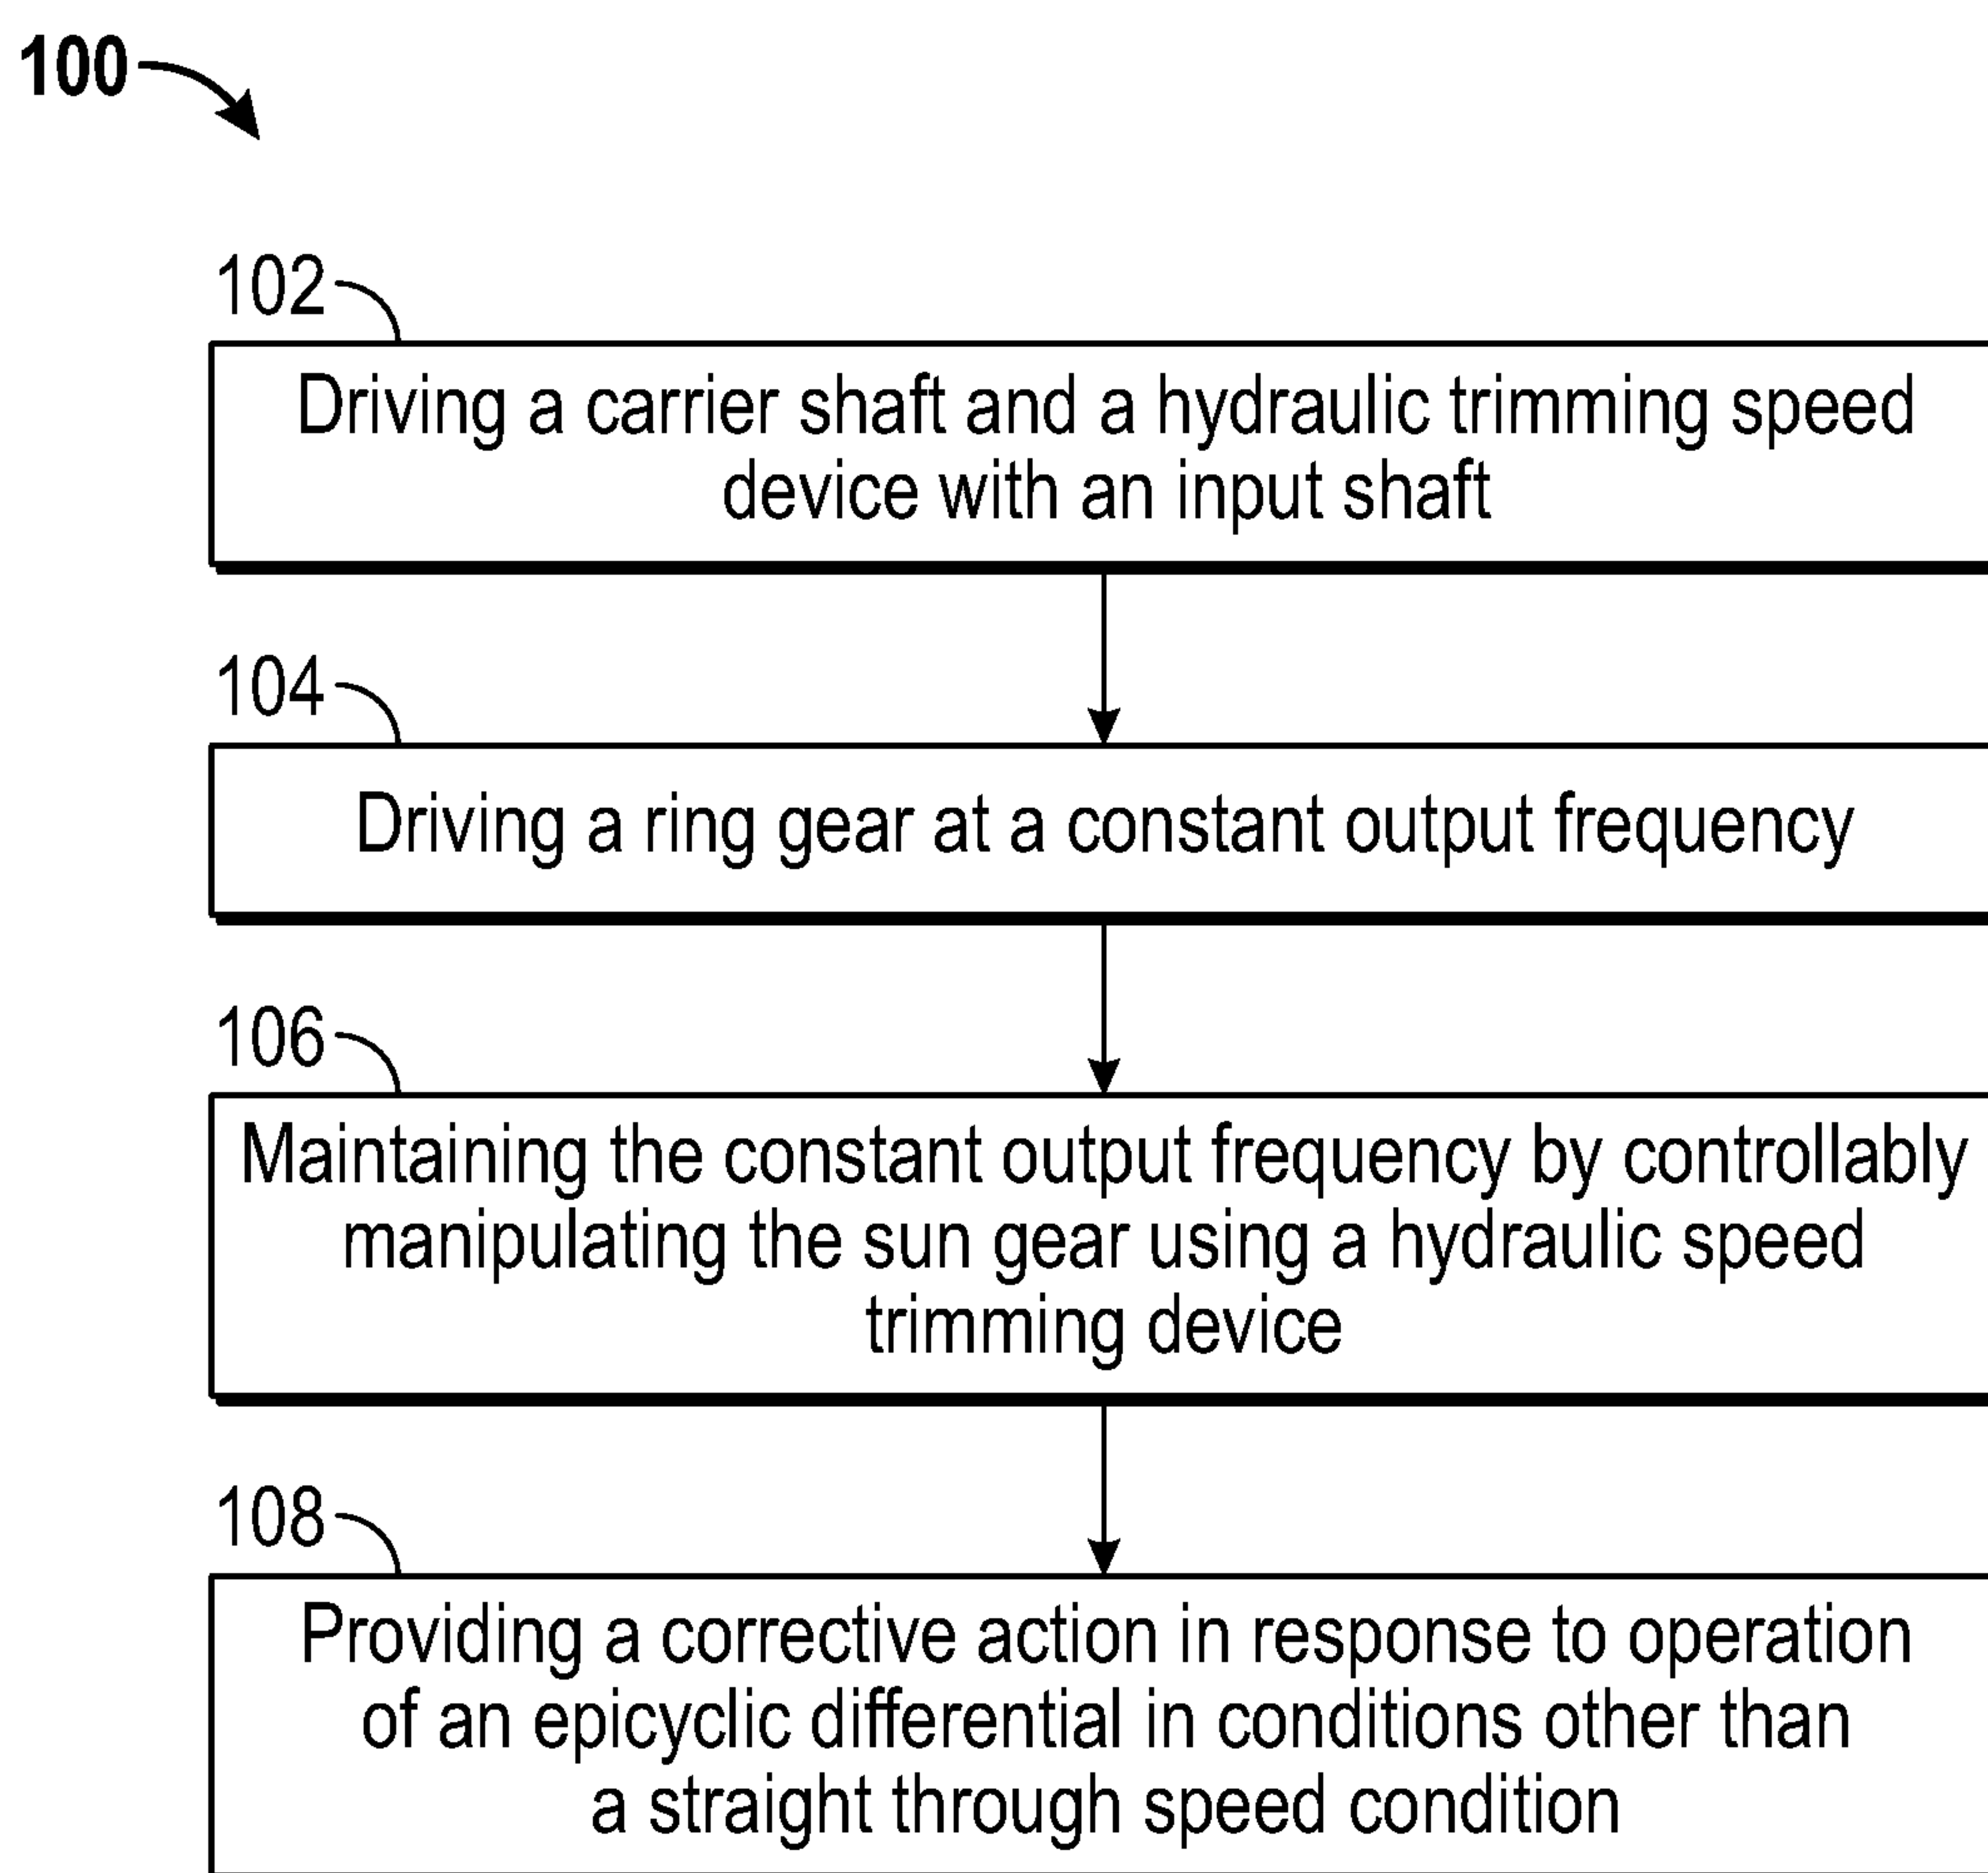 100
102
Driving a carrier shaft and a hydraulic trimming speed
device with an input shaft
104
Driving a ring gear at a constant output frequency
106
Maintaining the constant output frequency by controllably
manipulating the sun gear using a hydraulic speed
trimming device
108
Providing a corrective action in response to operation
of an epicyclic differential in conditions other than
a straight through speed condition